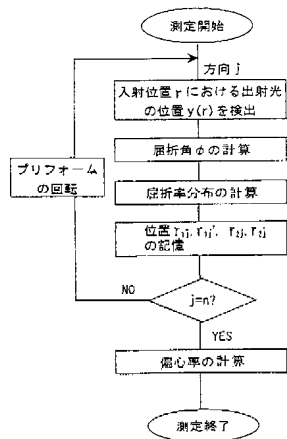 測定開始
方向 j
入射位置 r における出射光
の位置 y(r) を検出
屈折角φの計算
プリフォーム
の回転
屈折率分布の計算
位置 r1j, r1j', r2j, r2j
の記憶
NO
j=n?
YES
偏心率の計算
測定終了